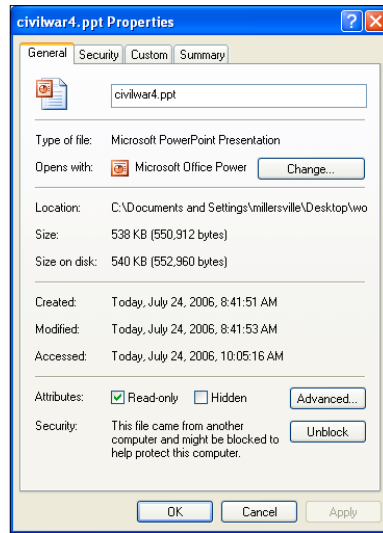 civilwar4.ppt Properties
General Security Custom Summary
civilwar4.ppt
Type of file: Microsoft PowerPoint Presentation
Opens with: Microsoft Office Power Change...
Location: C:\Documents and Settings\millersville\Desktop\wo
Size: 538 KB (550,912 bytes)
Size on disk: 540 KB (552,960 bytes)
Created: Today, July 24, 2006, 8:41:51 AM
Modified: Today, July 24, 2006, 8:41:53 AM
Accessed: Today, July 24, 2006, 10:05:16 AM
Attributes: Read-only Hidden Advanced...
Security: This file came from another
computer and might be blocked to
help protect this computer.
Unblock
OK Cancel Apply